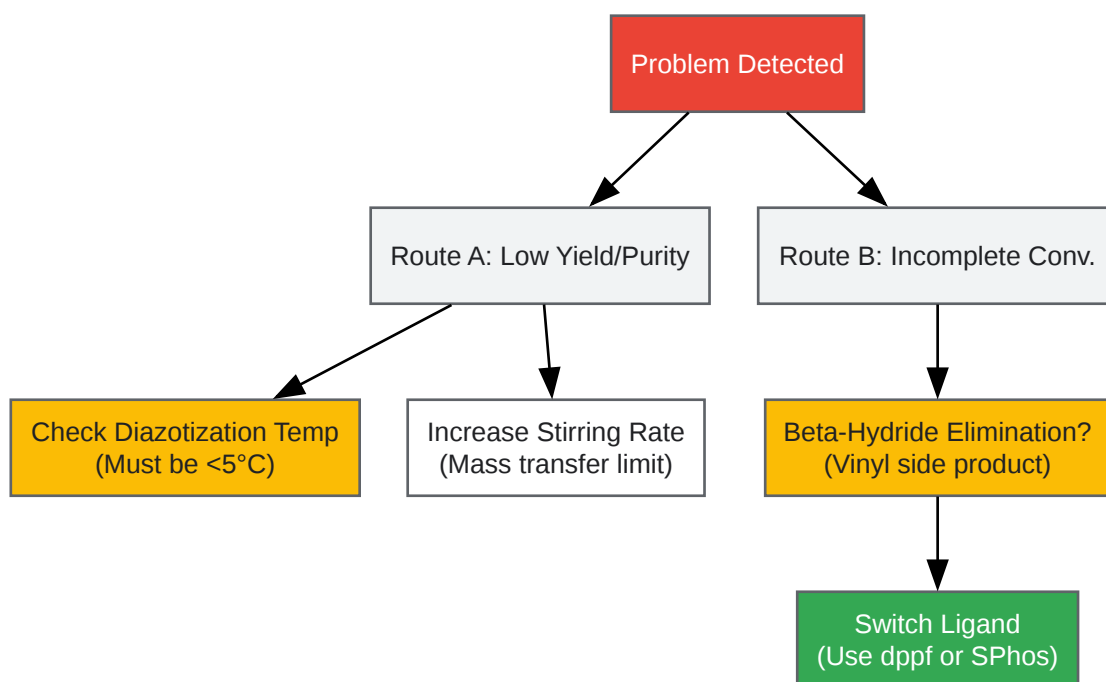 Problem Detected
Route A: Low Yield/Purity
Route B: Incomplete Conv.
Check Diazotization Temp
(Must be <5°C)
Increase Stirring Rate
(Mass transfer limit)
Beta-Hydride Elimination?
(Vinyl side product)
Switch Ligand
(Use dppf or SPhos)